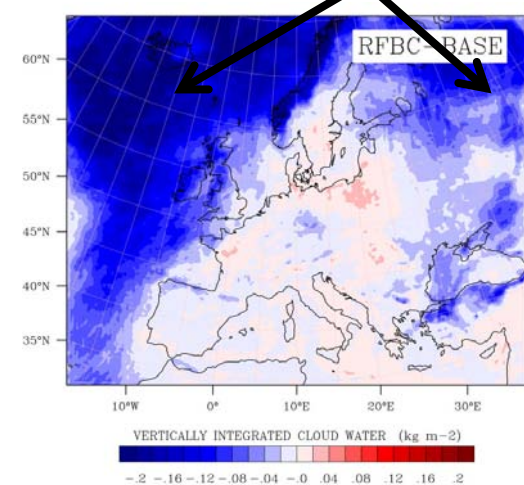 RFBC-BASE
60°N
55°N
50°N
45°N
40°N
35°N
10°W 0° 10°E 20°E 30°E
VERTICALLY INTEGRATED CLOUD WATER (kg m-2)
-.2 -.16 -.12 -.08 -.04 -.0 .04 .08 .12 .16 .2